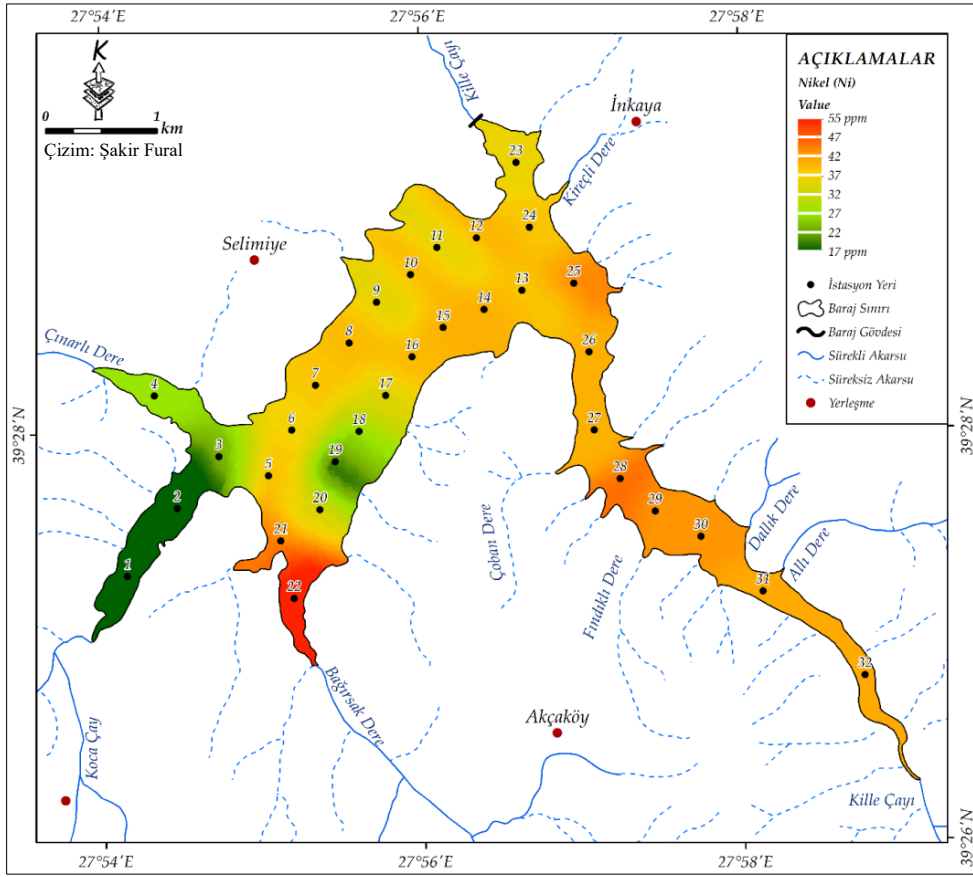 27°54′E 27°56′E 27°58′E
K
0 1
km
Çizim: Şakir Fural
Kille Çayı
İnkaya
Kireçli Dere
Selimiye
Çınarlı Dere
AÇIKLAMALAR
Nikel (Ni)
Value
55 ppm
47
42
37
32
27
22
17 ppm
İstasyon Yeri
Baraj Sınırı
Baraj Gövdesi
Sürekli Akarsu
Süreksiz Akarsu
Yerleşme
39°28′N
39°28′N
23
24
12
11
10
25
13
9
14
15
8
26
16
7
17
4
6
18
27
3
19
5
28
2
20
29
21
30
1
22
31
32
Çoban Dere
Dallık Dere
Allı Dere
Fındıklı Dere
Bağırsak Dere
Akçaköy
Koca Çay
Kille Çayı
39°26′N
27°54′E 27°56′E 27°58′E